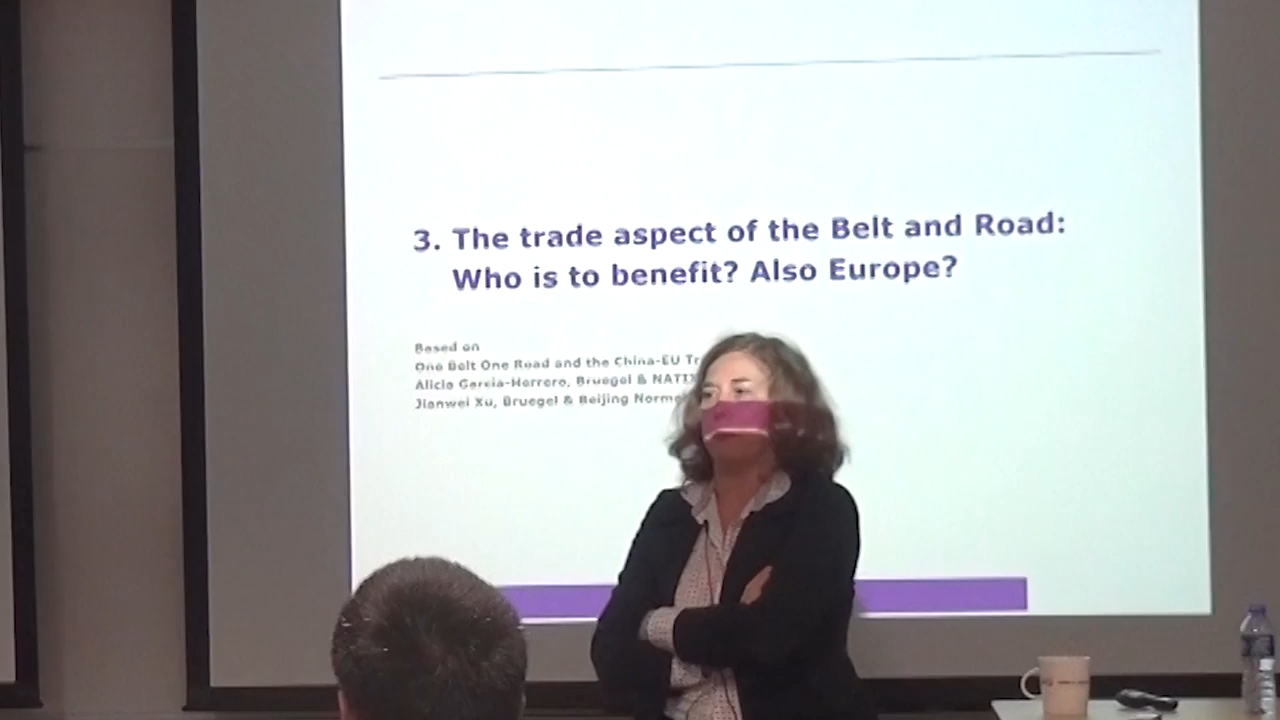 3. The trade aspect of the Belt and Road:
Who is to benefit? Also Europe?
Based on
One Belt One Road and the China-EU
Alicia Garcia-Herrero, Bruegel &
Jianwei Xu, Bruegel & Beijing